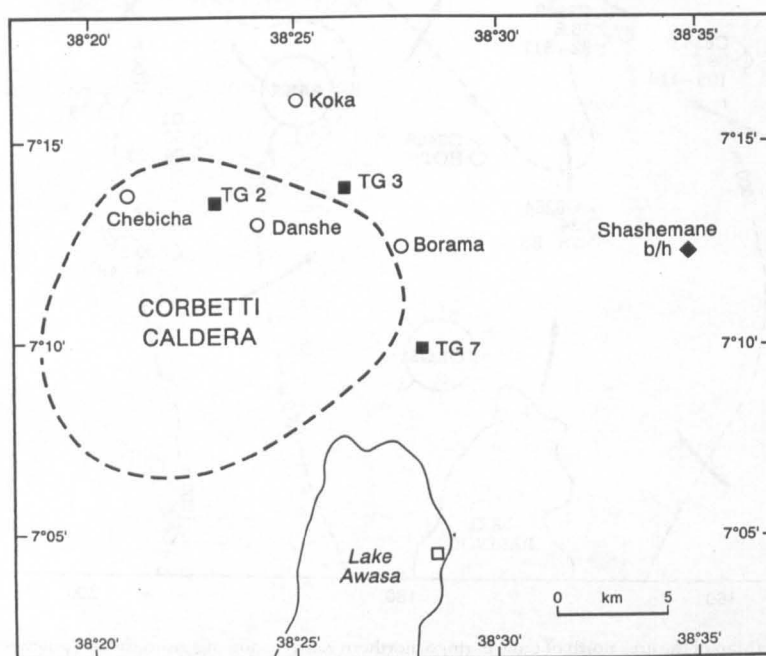 38°20' 38°25' 38°30' 38°35'
Koka
7°15' 7°15'
TG 3
TG 2
Chebicha
Danshe
Borama
Shashemane
b/h
CORBETTI
CALDERA
7°10' 7°10'
TG 7
7°05' 7°05'
Lake
Awasa
0 km 5
38°20' 38°25' 38°30' 38°35'